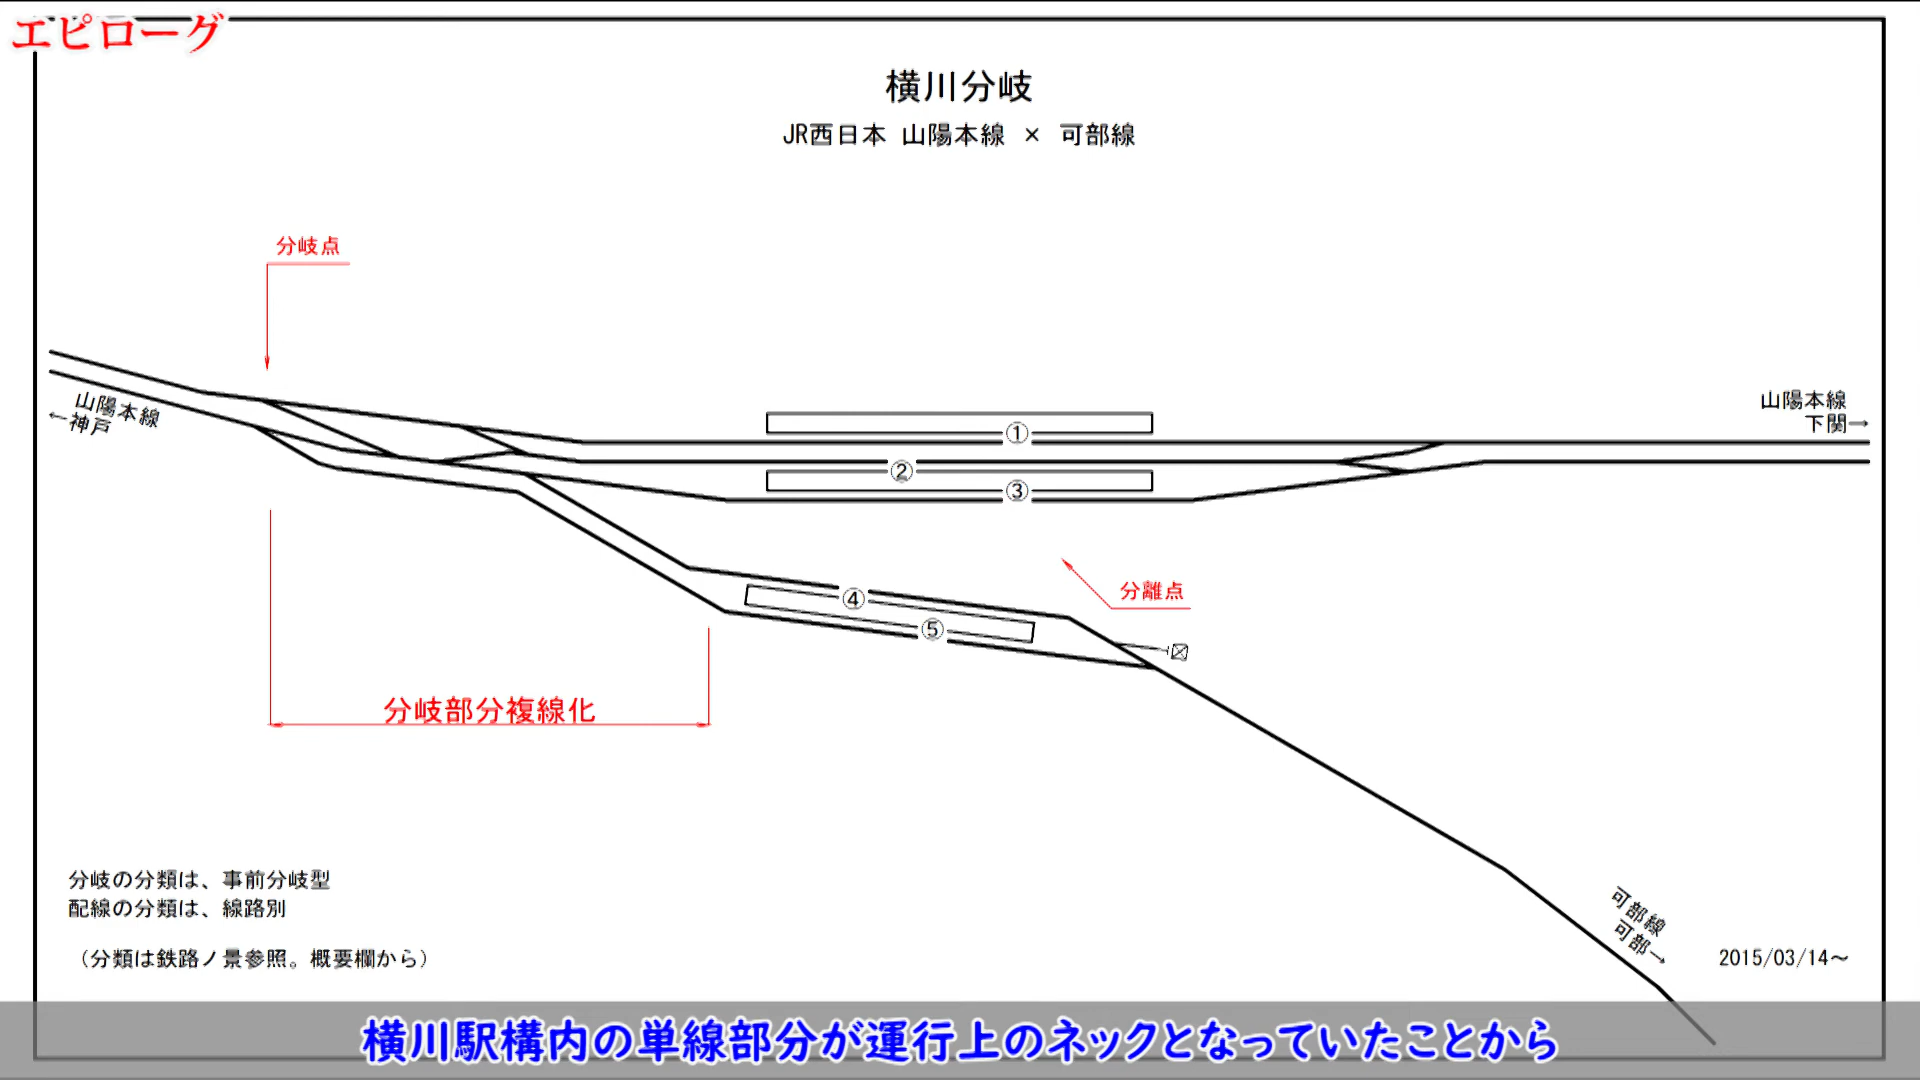 エピローグ
横川分岐
JR西日本 山陽本線 × 可部線
分岐点
山陽本線
←神戸
山陽本線
下関→
①
②
③
④
⑤
分離点
分岐部分複線化
分岐の分類は、事前分岐型
配線の分類は、線路別
（分類は鉄路ノ景参照。概要欄から）
可部線
可部→
2015/03/14～
横川駅構内の単線部分が運行上のネックとなっていたことから